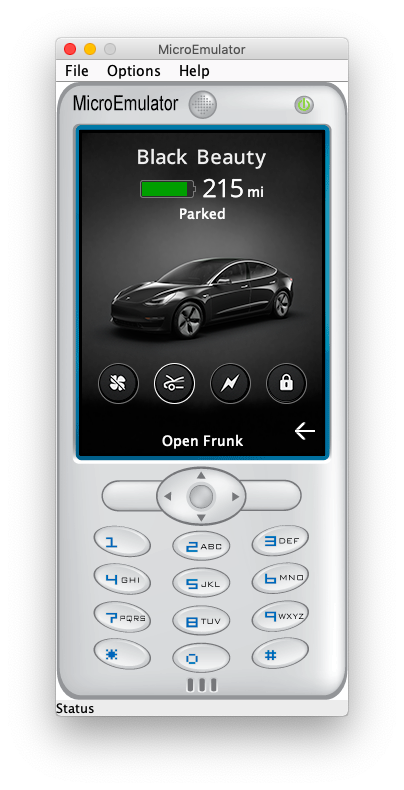 MicroEmulator
File Options Help
MicroEmulator
Black Beauty
215 mi
Parked
Open Frunk
1 2 ABC 3 DEF
4 GHI 5 JKL 6 MNO
7 PQRS 8 TUV 9 WXYZ
* 0 #
Status